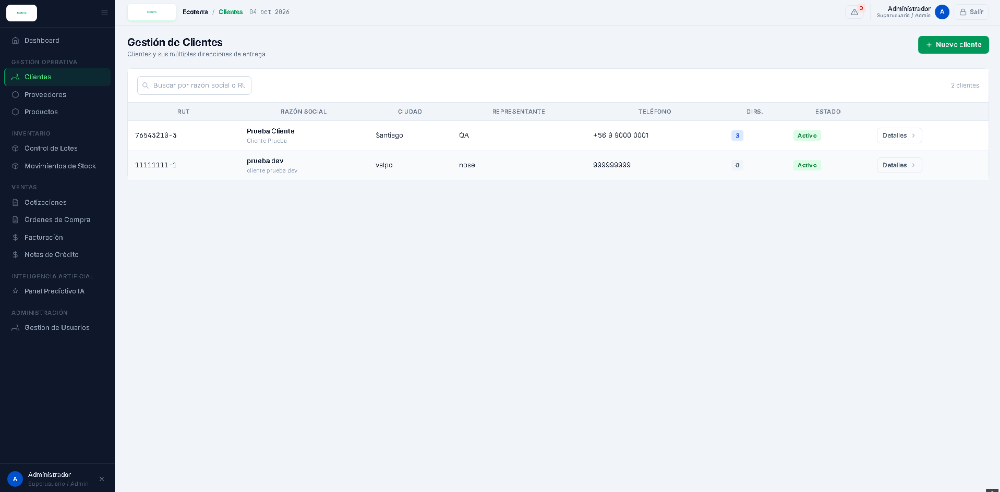 EcoTerra
Dashboard
GESTIÓN OPERATIVA
Clientes
Proveedores
Productos
INVENTARIO
Control de Lotes
Movimientos de Stock
VENTAS
Cotizaciones
Órdenes de Compra
Facturación
Notas de Crédito
INTELIGENCIA ARTIFICIAL
Panel Predictivo IA
ADMINISTRACIÓN
Gestión de Usuarios
A Administrador
Superusuario / Admin
Ecoterra / Clientes 04 oct 2026
3
Administrador
Superusuario / Admin
A
Salir
Gestión de Clientes
Clientes y sus múltiples direcciones de entrega
+ Nuevo cliente
Buscar por razón social o RU
2 clientes
RUT RAZÓN SOCIAL CIUDAD REPRESENTANTE TELÉFONO DIRS. ESTADO
76543210-3 Prueba Cliente Santiago QA +56 9 9000 0001 3 Activo Detalles
Cliente Prueba
11111111-1 prueba dev valpo nose 999999999 0 Activo Detalles
cliente prueba dev